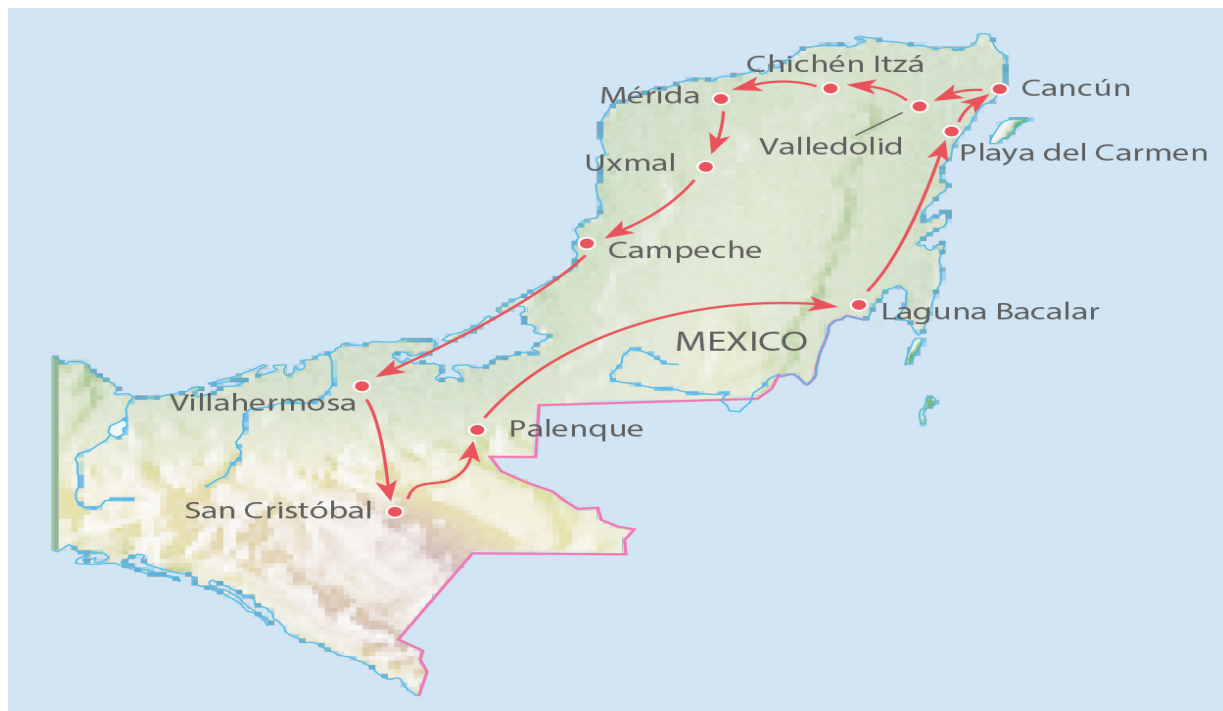 Chichén Itzá
Cancún
Mérida
Valledolid
Playa del Carmen
Uxmal
Campeche
Laguna Bacalar
MEXICO
Villahermosa
Palenque
San Cristóbal